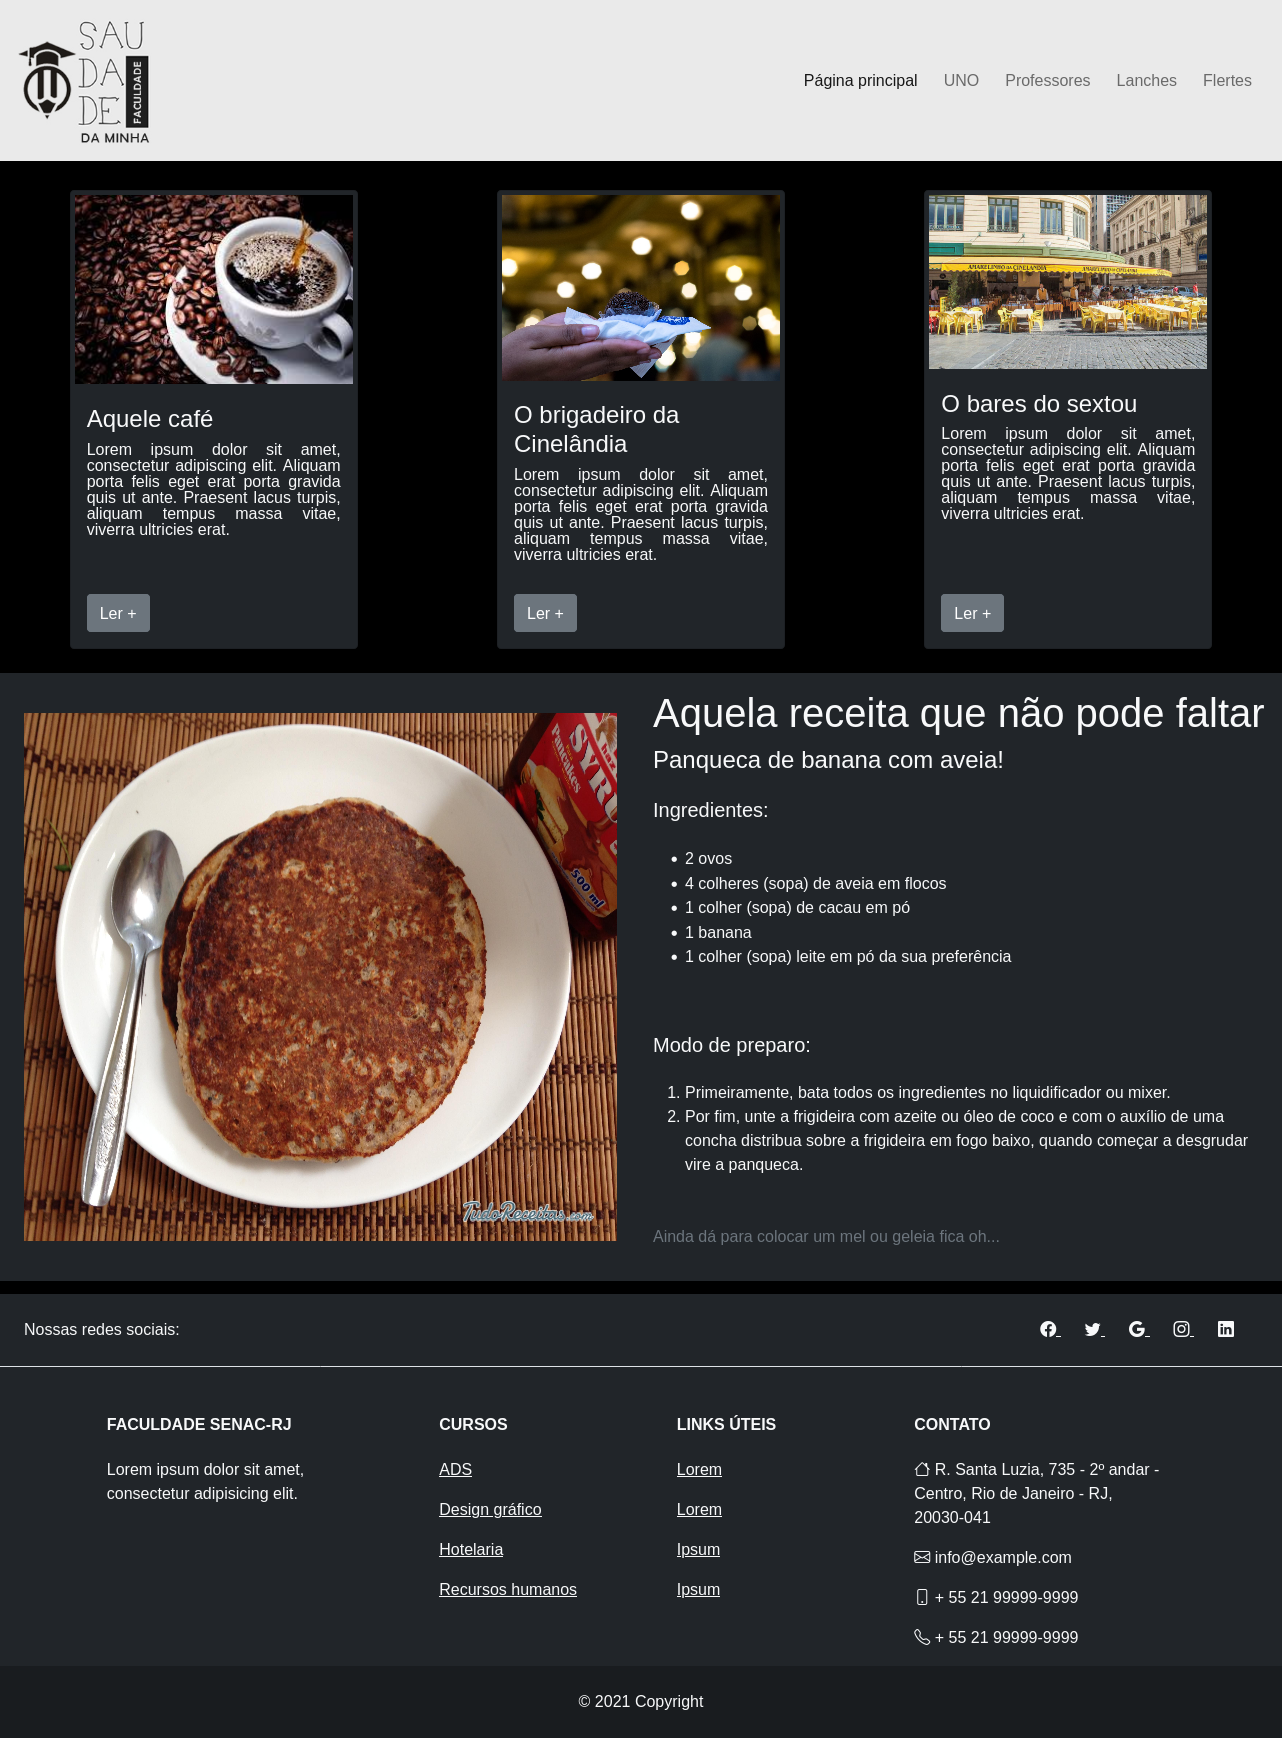 SAU
DA
DE
FACULDADE
DA MINHA
Página principal UNO Professores Lanches Flertes
AMARELINHO DA CINELANDIA AMARELINHO DA CINELANDIA
Aquele café
Lorem ipsum dolor sit amet,
consectetur adipiscing elit. Aliquam
porta felis eget erat porta gravida
quis ut ante. Praesent lacus turpis,
aliquam tempus massa vitae,
viverra ultricies erat.
Ler +
O brigadeiro da
Cinelândia
Lorem ipsum dolor sit amet,
consectetur adipiscing elit. Aliquam
porta felis eget erat porta gravida
quis ut ante. Praesent lacus turpis,
aliquam tempus massa vitae,
viverra ultricies erat.
Ler +
O bares do sextou
Lorem ipsum dolor sit amet,
consectetur adipiscing elit. Aliquam
porta felis eget erat porta gravida
quis ut ante. Praesent lacus turpis,
aliquam tempus massa vitae,
viverra ultricies erat.
Ler +
Pancakes
500 ml
TudoReceitas.com
Aquela receita que não pode faltar
Panqueca de banana com aveia!
Ingredientes:
• 2 ovos
• 4 colheres (sopa) de aveia em flocos
• 1 colher (sopa) de cacau em pó
• 1 banana
• 1 colher (sopa) leite em pó da sua preferência
Modo de preparo:
1. Primeiramente, bata todos os ingredientes no liquidificador ou mixer.
2. Por fim, unte a frigideira com azeite ou óleo de coco e com o auxílio de uma
concha distribua sobre a frigideira em fogo baixo, quando começar a desgrudar
vire a panqueca.
Ainda dá para colocar um mel ou geleia fica oh...
Nossas redes sociais:
FACULDADE SENAC-RJ
Lorem ipsum dolor sit amet,
consectetur adipisicing elit.
CURSOS
ADS
Design gráfico
Hotelaria
Recursos humanos
LINKS ÚTEIS
Lorem
Lorem
Ipsum
Ipsum
CONTATO
R. Santa Luzia, 735 - 2º andar -
Centro, Rio de Janeiro - RJ,
20030-041
info@example.com
+ 55 21 99999-9999
+ 55 21 99999-9999
© 2021 Copyright